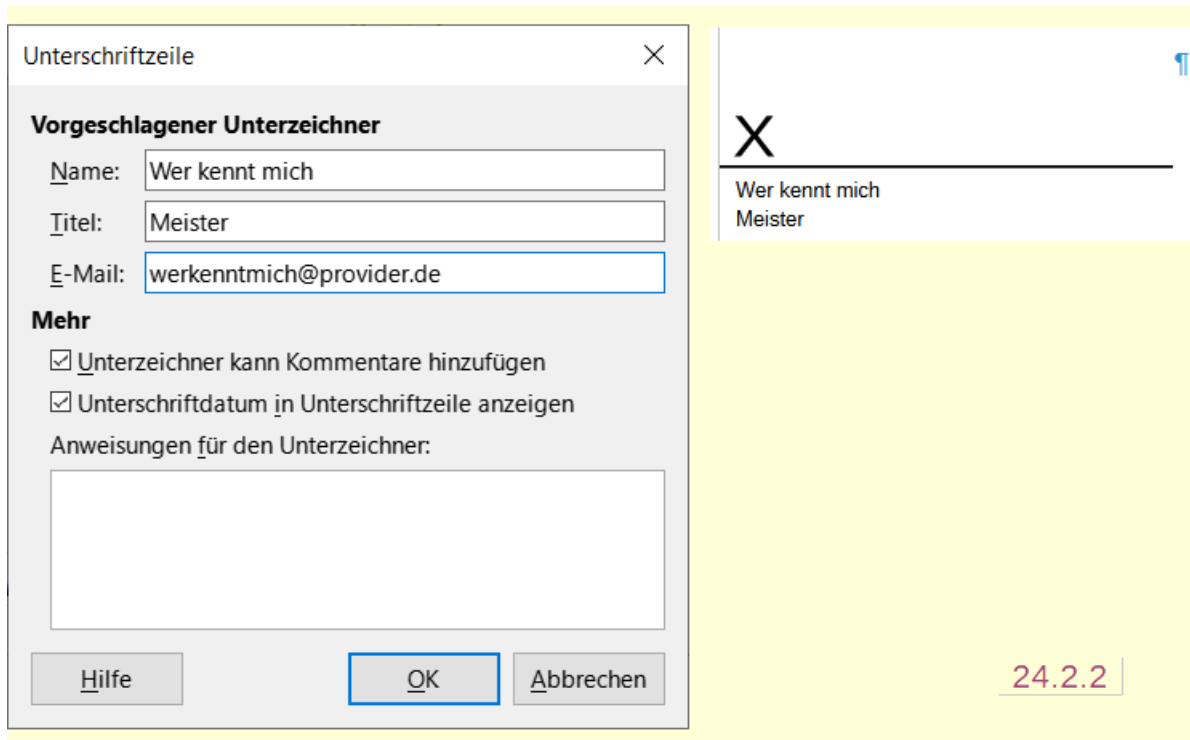 Unterschriftzeile
Vorgeschlagener Unterzeichner
Name: Wer kennt mich
Titel: Meister
E-Mail: werkenntmich@provider.de
Mehr
Unterzeichner kann Kommentare hinzufügen
Unterschriftdatum in Unterschriftzeile anzeigen
Anweisungen für den Unterzeichner:
Hilfe OK Abbrechen
¶
X
Wer kennt mich
Meister
24.2.2